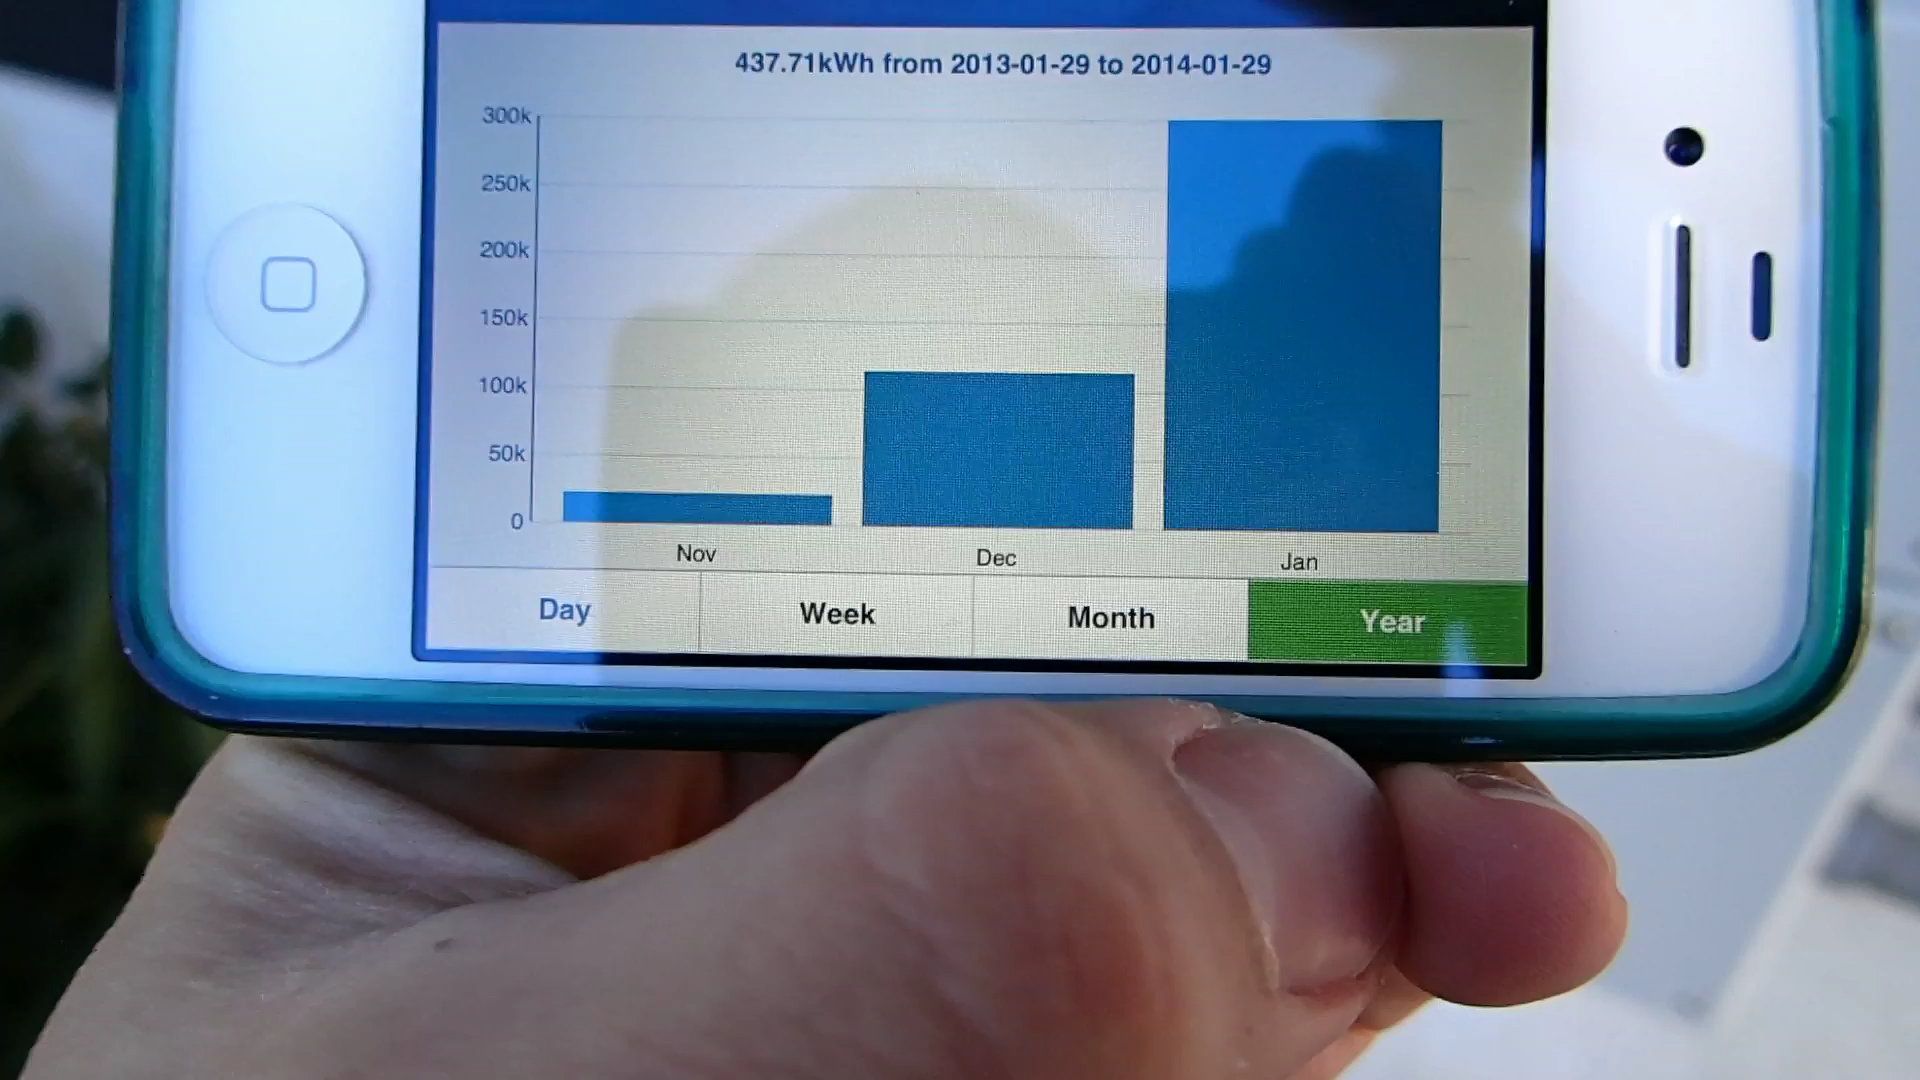 437.71kWh from 2013-01-29 to 2014-01-29
300k
250k
200k
150k
100k
50k
0
Nov Dec Jan
Day Week Month Year